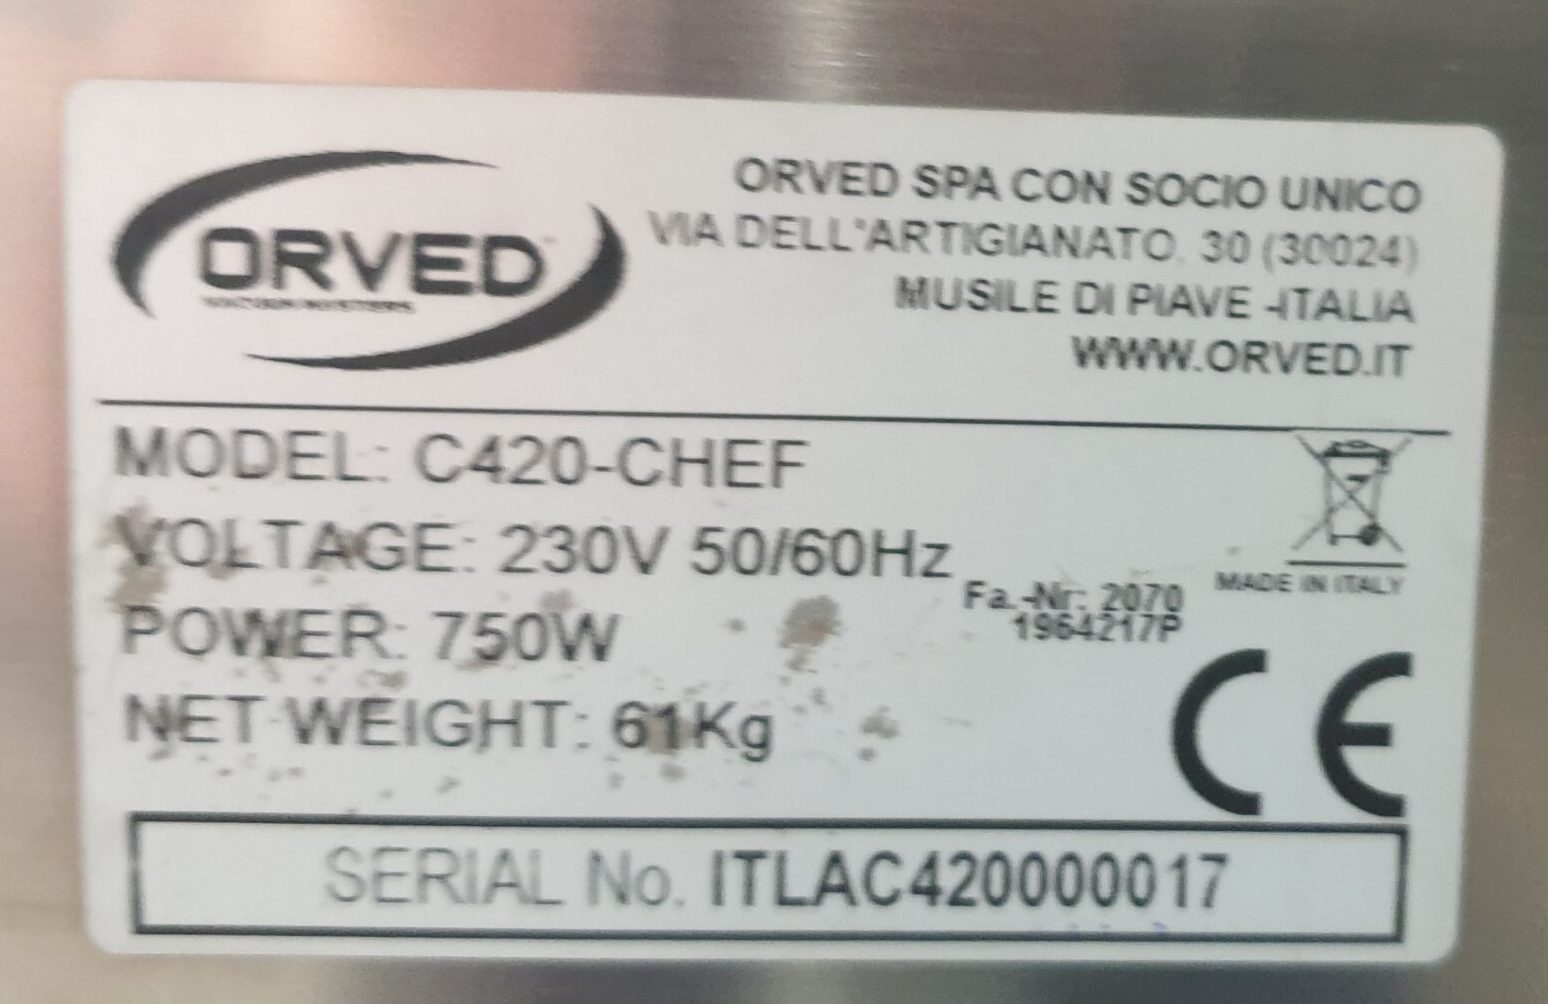 ORVED
VACUUM MASTERS
ORVED SPA CON SOCIO UNICO
VIA DELL'ARTIGIANATO, 30 (30024)
MUSILE DI PIAVE -ITALIA
WWW.ORVED.IT
MODEL: C420-CHEF
VOLTAGE: 230V 50/60Hz
POWER: 750W
NET WEIGHT: 61Kg
Fa.-Nr: 2070
1964217P
MADE IN ITALY
CE
SERIAL No. ITLAC420000017